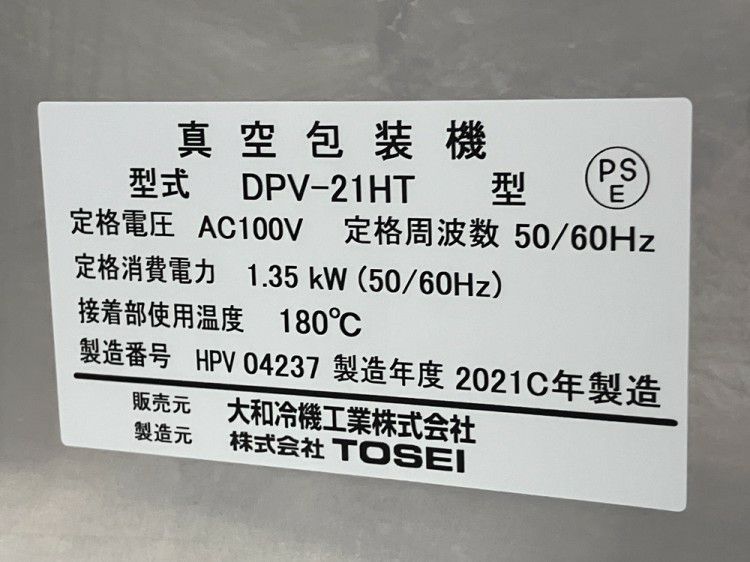 真空包装機
型式 DPV-21HT 型
PS
E
定格電圧 AC100V 定格周波数 50/60Hz
定格消費電力 1.35 kW (50/60Hz)
接着部使用温度 180℃
製造番号 HPV 04237 製造年度 2021C年製造
販売元 大和冷機工業株式会社
製造元 株式会社 TOSEI